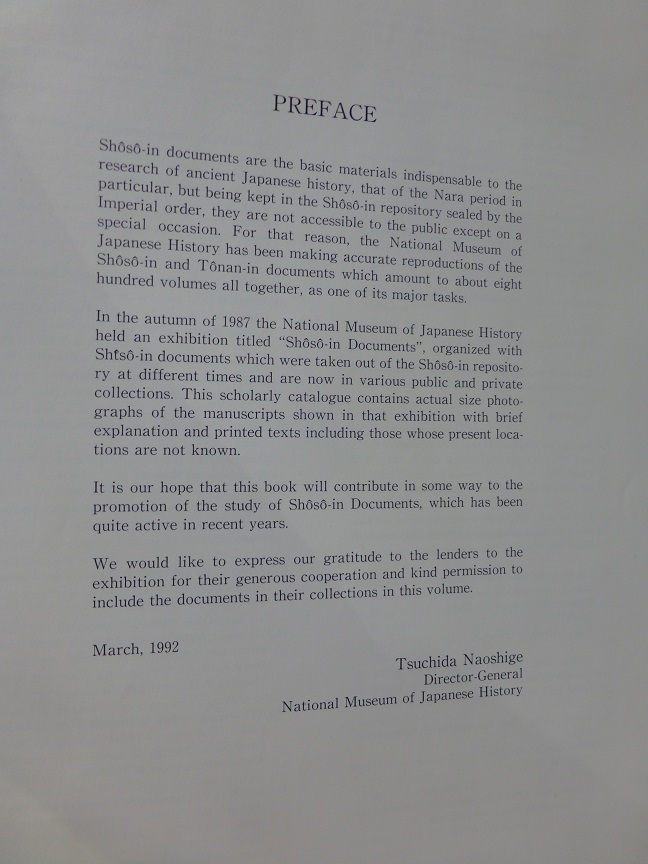 PREFACE
Shôsô-in documents are the basic materials indispensable to the
research of ancient Japanese history, that of the Nara period in
particular, but being kept in the Shôsô-in repository sealed by the
Imperial order, they are not accessible to the public except on a
special occasion. For that reason, the National Museum of
Japanese History has been making accurate reproductions of the
Shôsô-in and Tônan-in documents which amount to about eight
hundred volumes all together, as one of its major tasks.
In the autumn of 1987 the National Museum of Japanese History
held an exhibition titled “Shôsô-in Documents”, organized with
Shtsô-in documents which were taken out of the Shôsô-in reposito-
ry at different times and are now in various public and private
collections. This scholarly catalogue contains actual size photo-
graphs of the manuscripts shown in that exhibition with brief
explanation and printed texts including those whose present loca-
tions are not known.
It is our hope that this book will contribute in some way to the
promotion of the study of Shôsô-in Documents, which has been
quite active in recent years.
We would like to express our gratitude to the lenders to the
exhibition for their generous cooperation and kind permission to
include the documents in their collections in this volume.
March, 1992
Tsuchida Naoshige
Director-General
National Museum of Japanese History